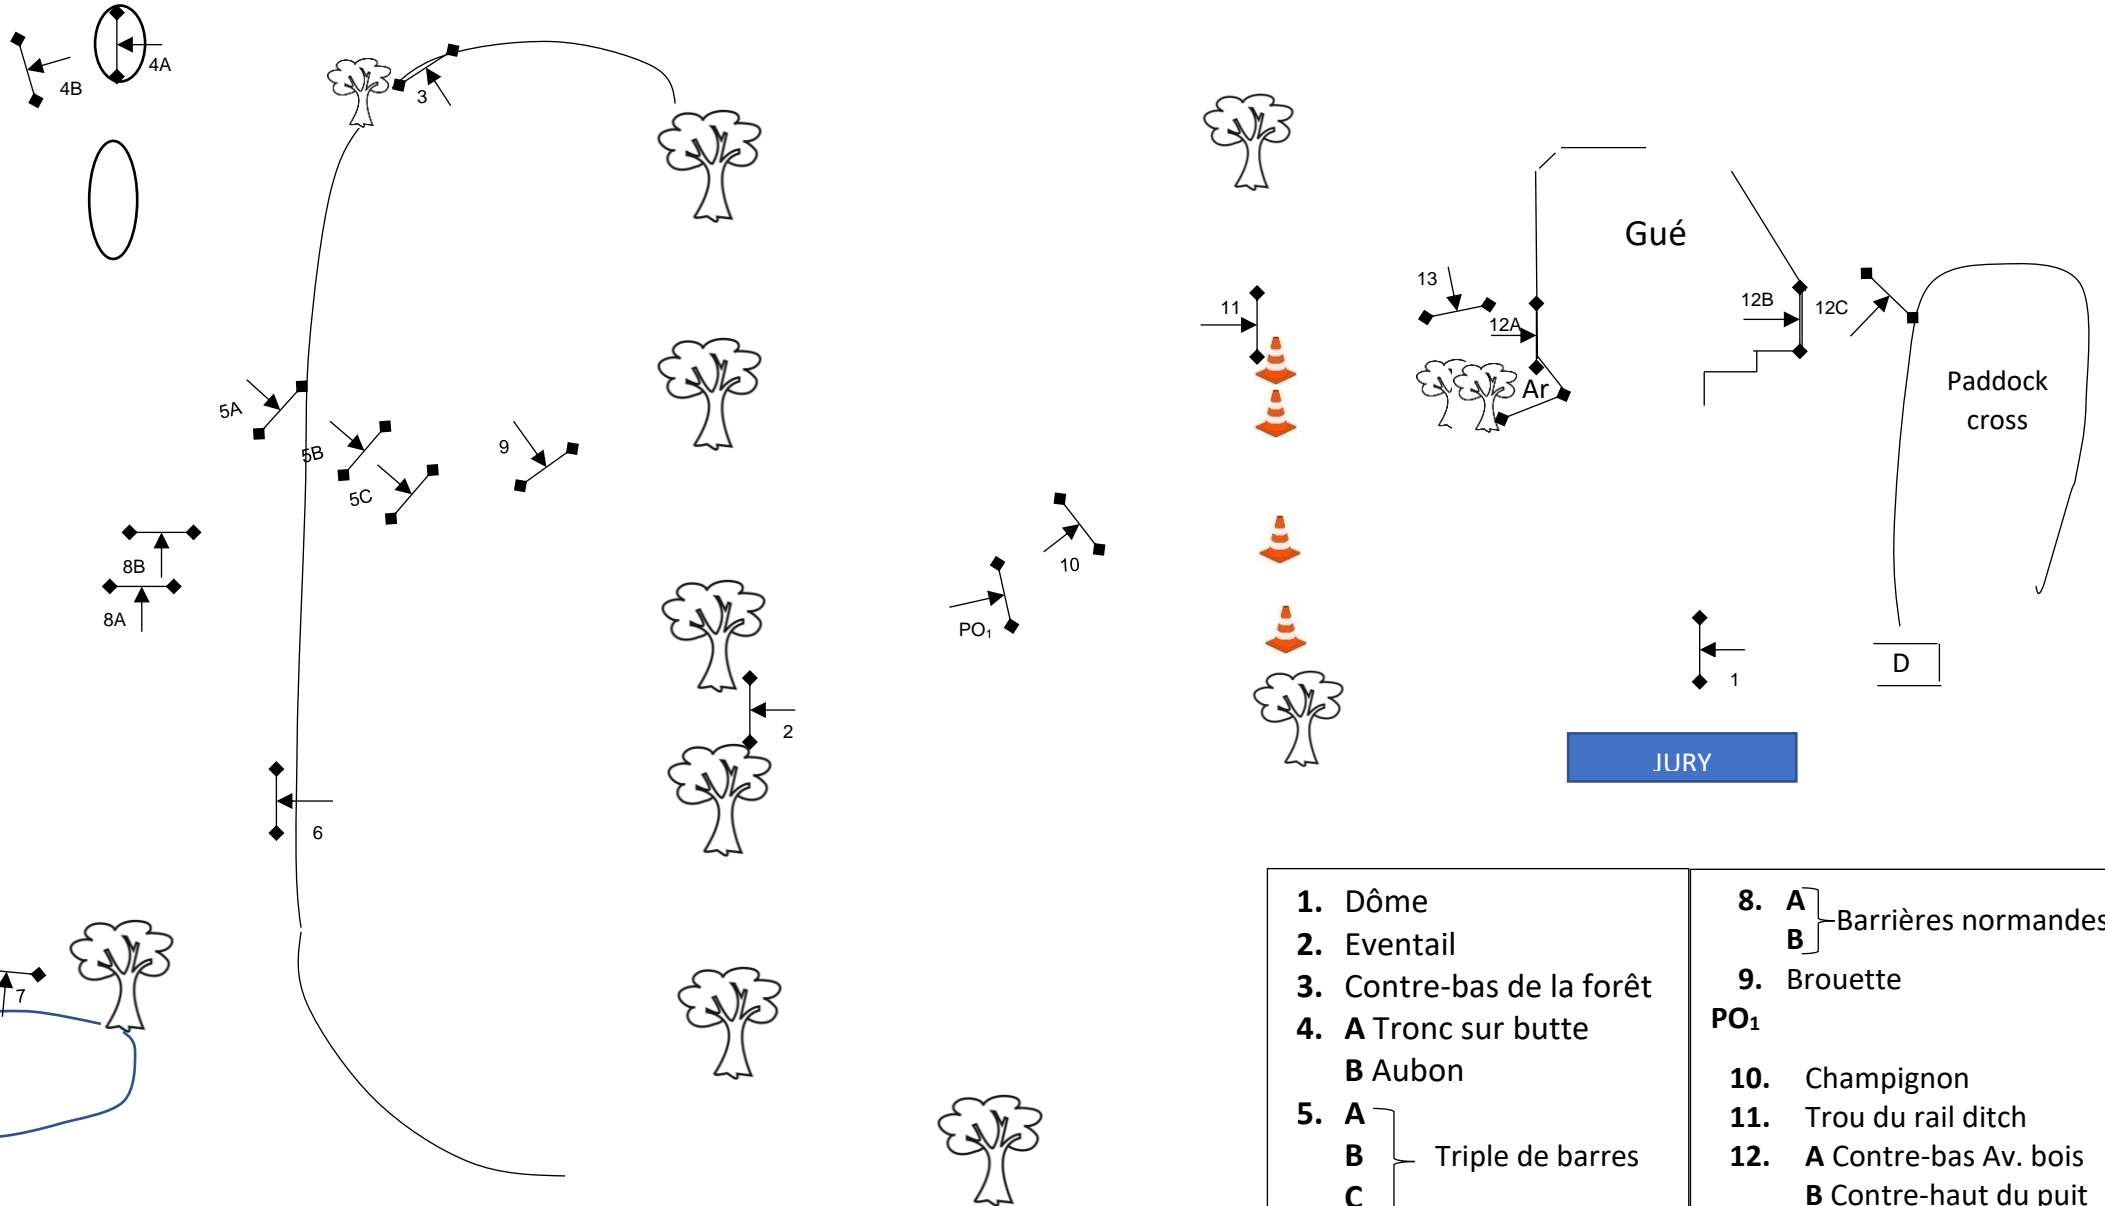 4A
4B
3
Gué
13
11
12A
12B
12C
Ar
Paddock
cross
5A
5B
5C
9
8B
8A
10
PO₁
2
1
D
JURY
6
7
1. Dôme
2. Eventail
3. Contre-bas de la forêt
4. A Tronc sur butte
B Aubon
5. A
B Triple de barres
C
8. A
B Barrières normandes
9. Brouette
PO₁
10. Champignon
11. Trou du rail ditch
12. A Contre-bas Av. bois
B Contre-haut du puit